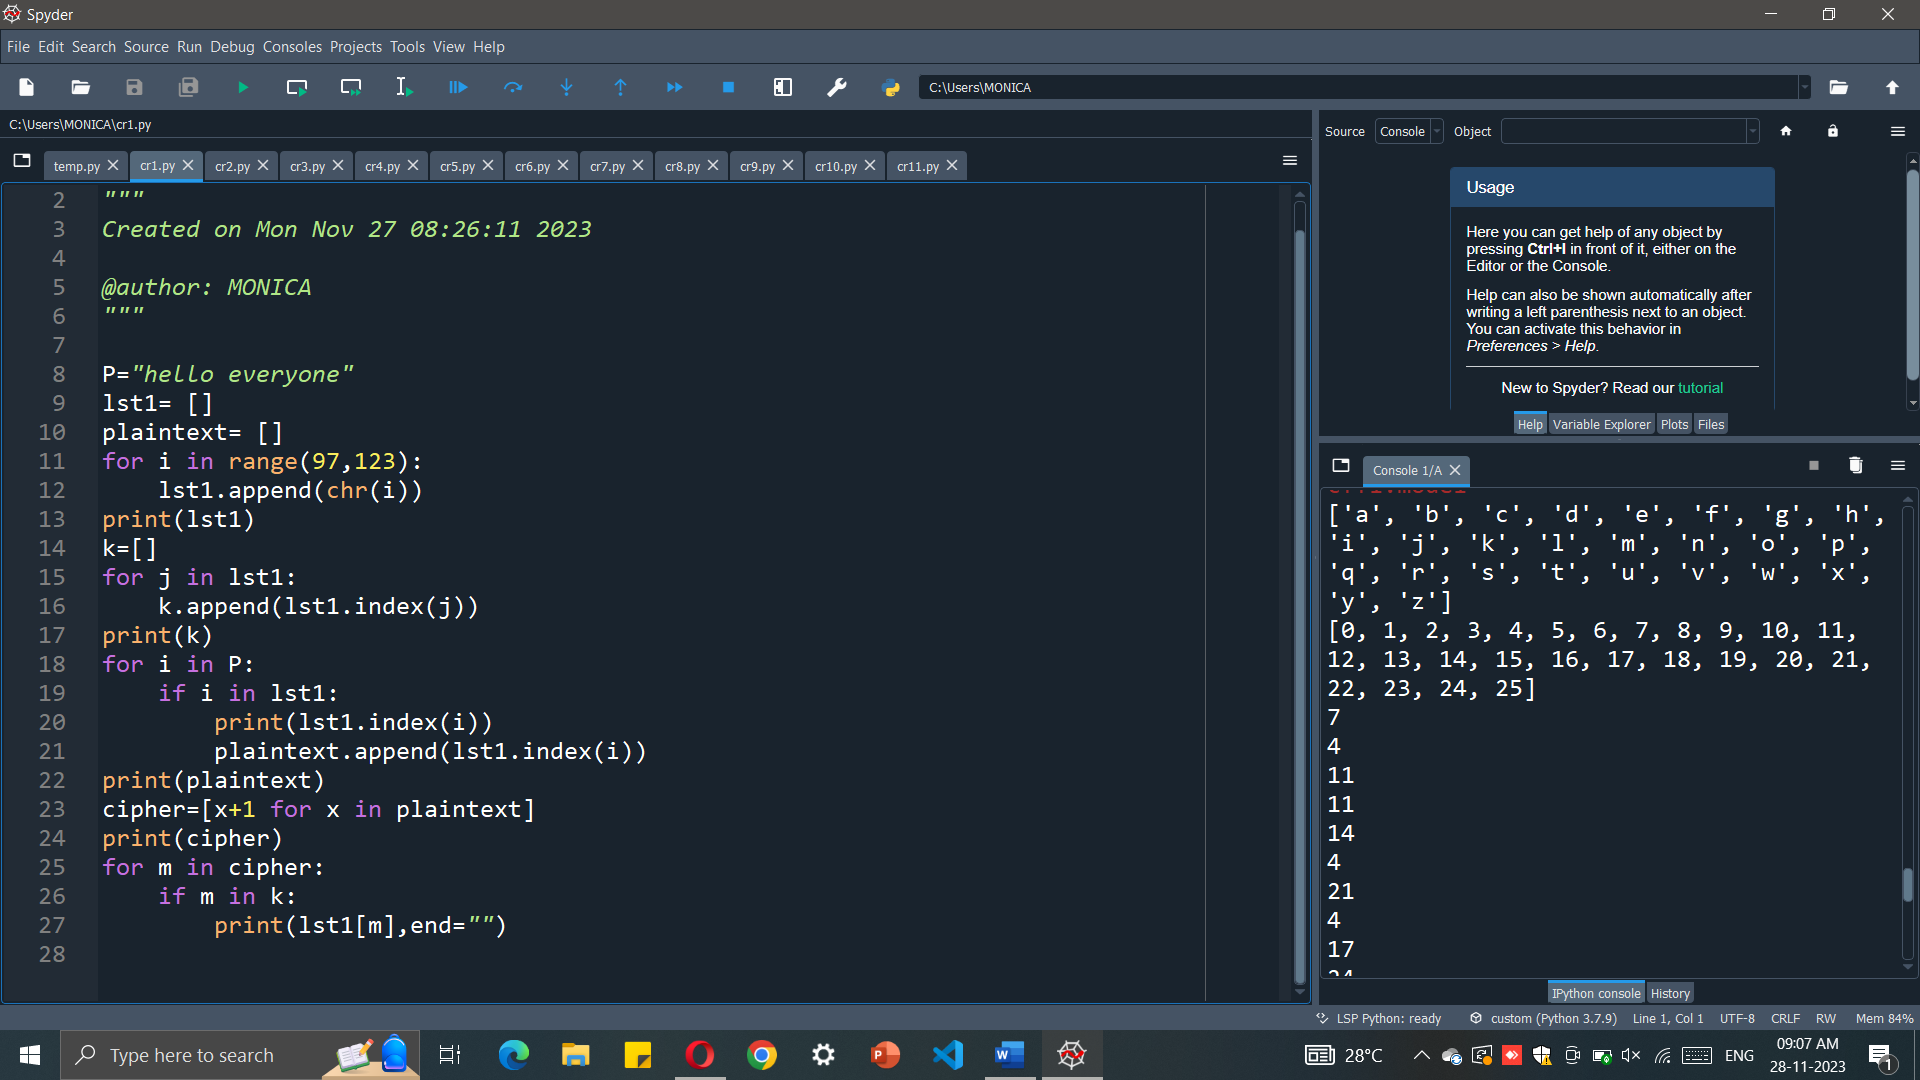 Spyder
File Edit Search Source Run Debug Consoles Projects Tools View Help
C:\Users\MONICA
C:\Users\MONICA\cr1.py
temp.py cr1.py cr2.py cr3.py cr4.py cr5.py cr6.py cr7.py cr8.py cr9.py cr10.py cr11.py
2 """
3 Created on Mon Nov 27 08:26:11 2023
4
5 @author: MONICA
6 """
7
8 P="hello everyone"
9 lst1= []
10 plaintext= []
11 for i in range(97,123):
12     lst1.append(chr(i))
13 print(lst1)
14 k=[]
15 for j in lst1:
16     k.append(lst1.index(j))
17 print(k)
18 for i in P:
19     if i in lst1:
20         print(lst1.index(i))
21         plaintext.append(lst1.index(i))
22 print(plaintext)
23 cipher=[x+1 for x in plaintext]
24 print(cipher)
25 for m in cipher:
26     if m in k:
27         print(lst1[m],end="")
28
Source Console Object
Usage
Here you can get help of any object by
pressing Ctrl+I in front of it, either on the
Editor or the Console.
Help can also be shown automatically after
writing a left parenthesis next to an object.
You can activate this behavior in
Preferences > Help.
New to Spyder? Read our tutorial
Help Variable Explorer Plots Files
Console 1/A
['a', 'b', 'c', 'd', 'e', 'f', 'g', 'h',
'i', 'j', 'k', 'l', 'm', 'n', 'o', 'p',
'q', 'r', 's', 't', 'u', 'v', 'w', 'x',
'y', 'z']
[0, 1, 2, 3, 4, 5, 6, 7, 8, 9, 10, 11,
12, 13, 14, 15, 16, 17, 18, 19, 20, 21,
22, 23, 24, 25]
7
4
11
11
14
4
21
4
17
24
IPython console History
LSP Python: ready custom (Python 3.7.9) Line 1, Col 1 UTF-8 CRLF RW Mem 84%
Type here to search
28°C ENG
09:07 AM
28-11-2023
1